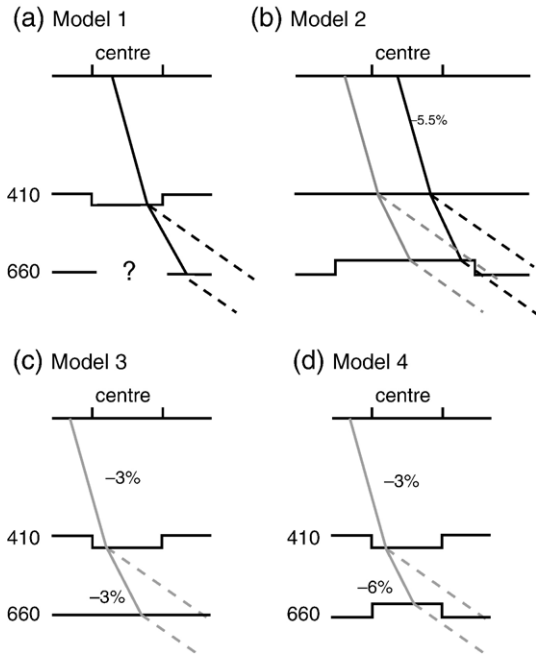 (a) Model 1
centre
410
660
?
(b) Model 2
centre
–5.5%
(c) Model 3
centre
–3%
410
–3%
660
(d) Model 4
centre
–3%
410
–6%
660